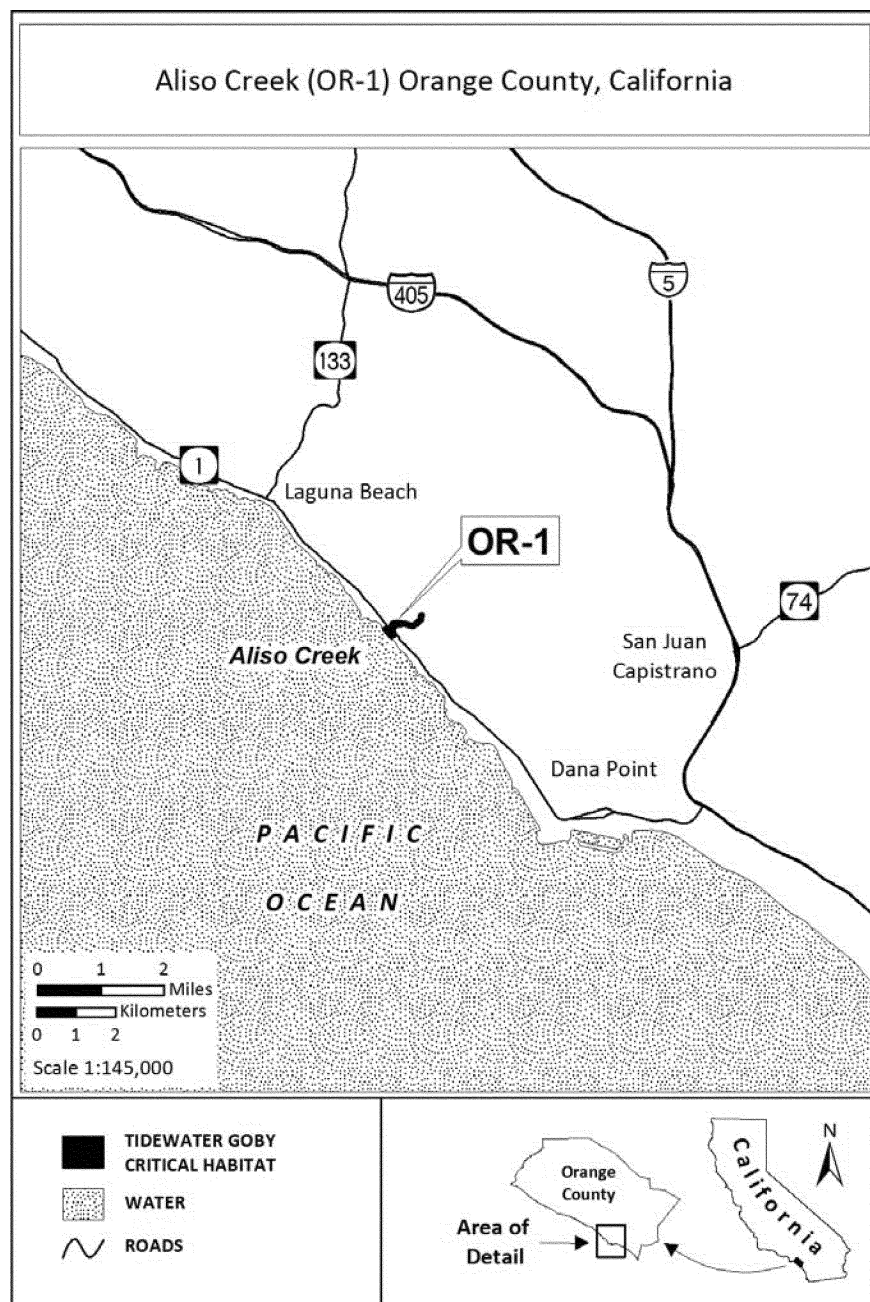 Aliso Creek (OR-1) Orange County, California
405
5
133
1
Laguna Beach
OR-1
74
Aliso Creek
San Juan
Capistrano
Dana Point
PACIFIC
OCEAN
0 1 2
Miles
Kilometers
0 1 2
Scale 1:145,000
TIDEWATER GOBY
CRITICAL HABITAT
WATER
ROADS
Orange
County
Area of
Detail
California
N